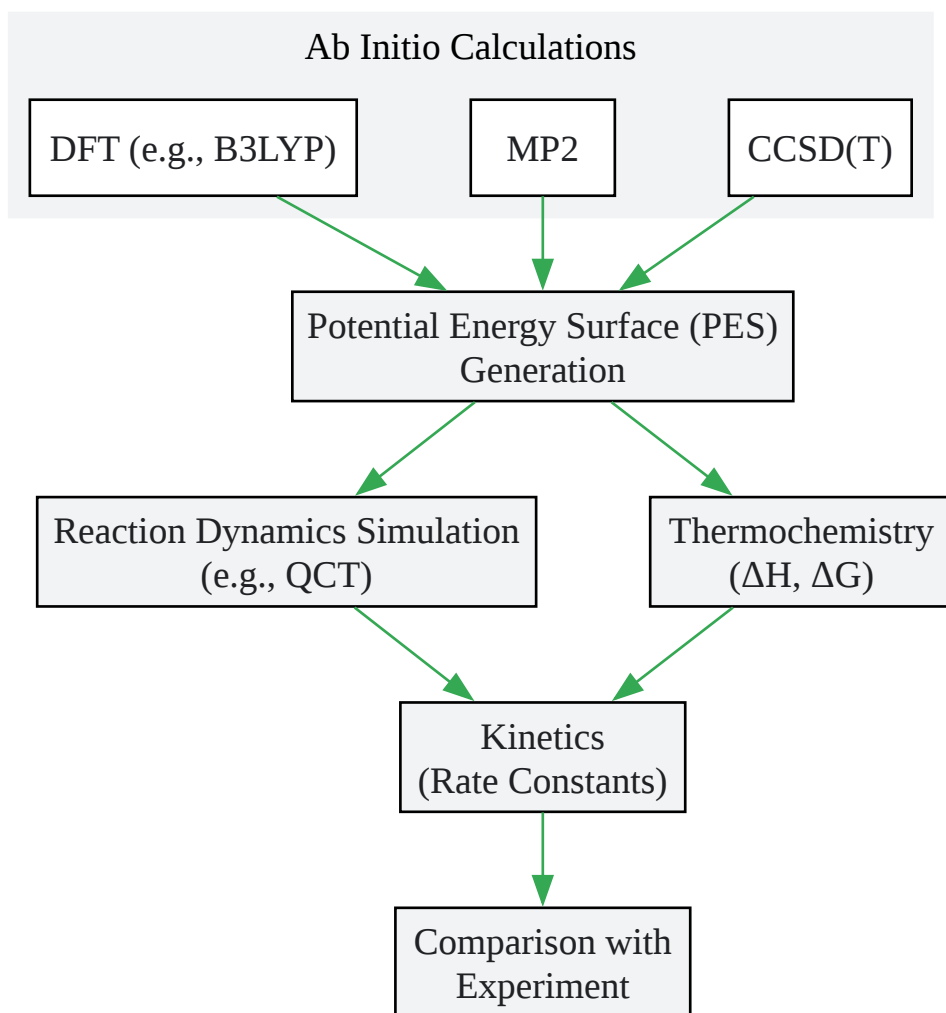 Ab Initio Calculations
DFT (e.g., B3LYP)
MP2
CCSD(T)
Potential Energy Surface (PES)
Generation
Reaction Dynamics Simulation
(e.g., QCT)
Thermochemistry
(ΔH, ΔG)
Kinetics
(Rate Constants)
Comparison with
Experiment